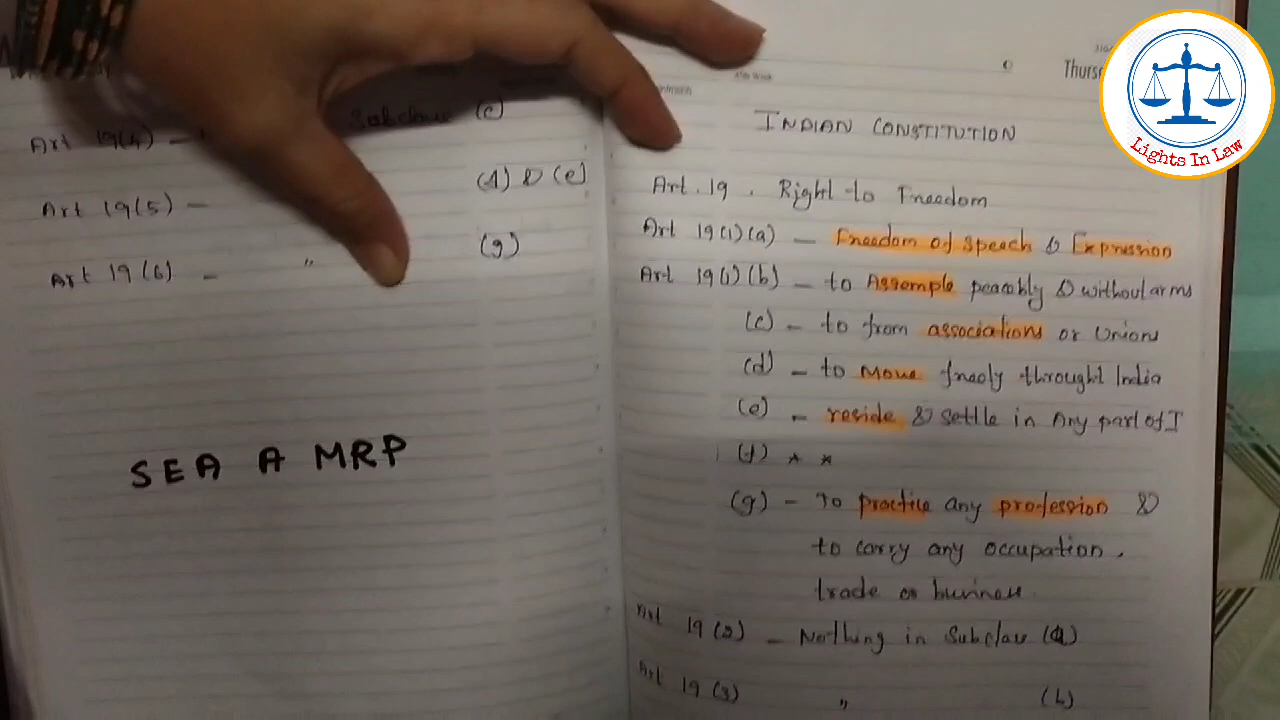 Subclause (c)
Art 19(4) –
(d) & (e)
Art 19(5) –
(g)
Art 19(6) – "
SEA A MRP
Thurs
After Work
INDIAN CONSTITUTION
Art. 19 . Right to Freedom
Art 19(1)(a) – Freedom of Speech & Expression
Art 19(1)(b) – to Assemple peacebly & without arms
(c) – to from associations or Unions
(d) – to Move freely throught India
(e) – reside & settle in Any part of I
(f) * *
(g) – To practice any profession &
to carry any occupation,
trade or business.
Art 19(2) – Nothing in Subclau (a)
Art 19(3) " (b)
Lights In Law